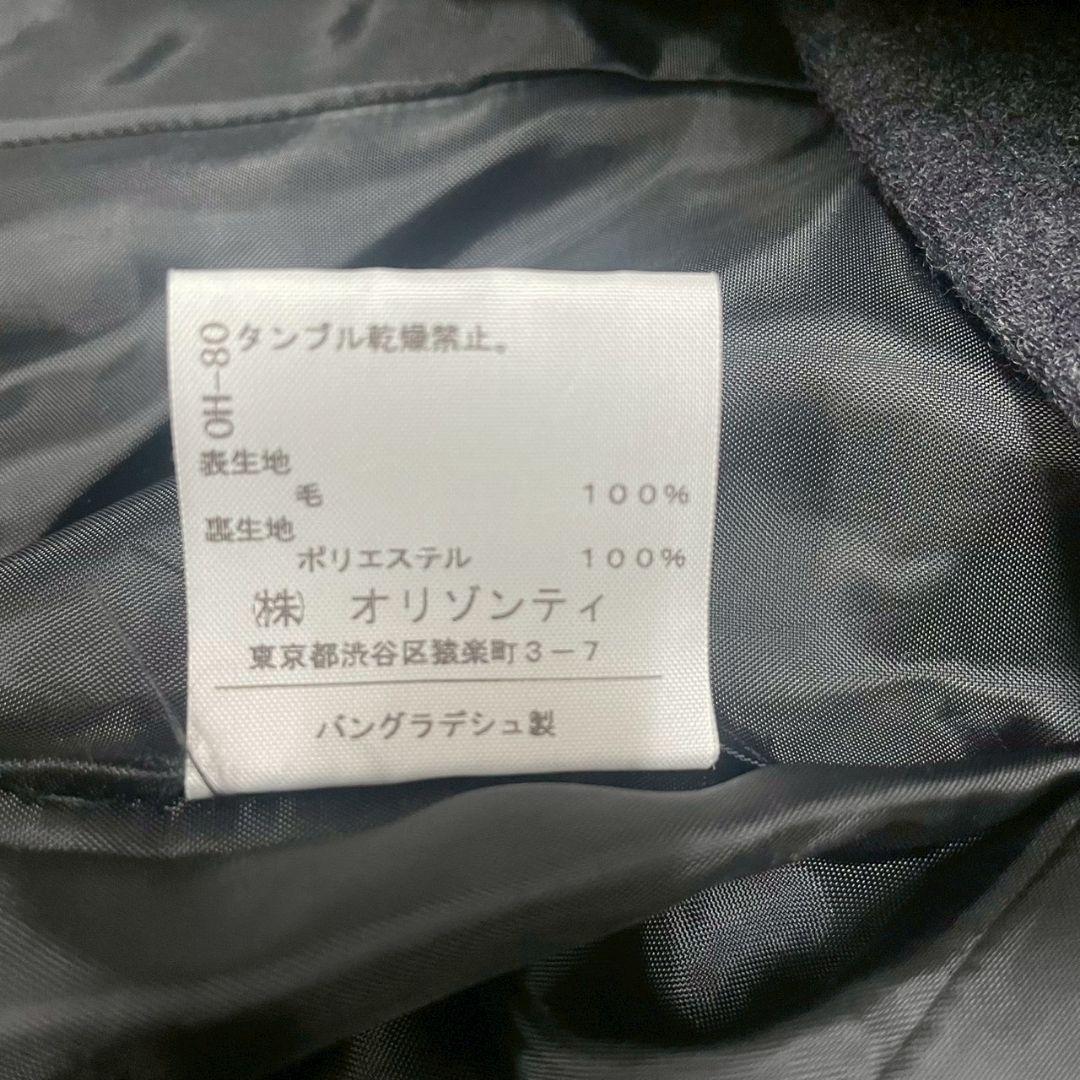 タンブル乾燥禁止。
OH-80
表生地
毛 100%
裏生地
ポリエステル 100%
㈱ オリゾンティ
東京都渋谷区猿楽町3-7
バングラデシュ製